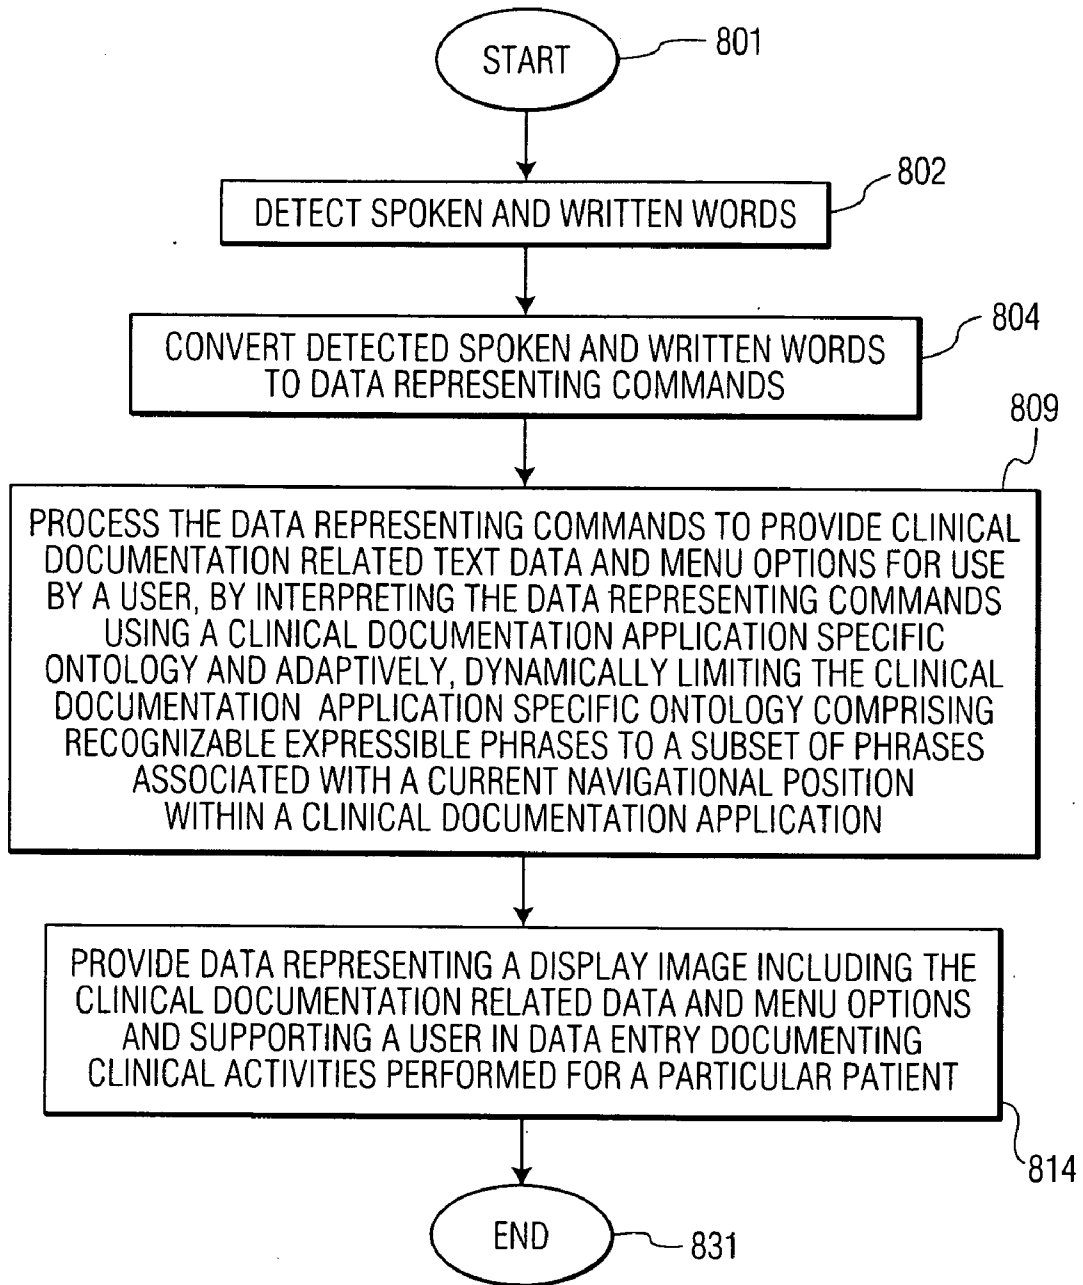 START
801
802
DETECT SPOKEN AND WRITTEN WORDS
804
CONVERT DETECTED SPOKEN AND WRITTEN WORDS
TO DATA REPRESENTING COMMANDS
809
PROCESS THE DATA REPRESENTING COMMANDS TO PROVIDE CLINICAL
DOCUMENTATION RELATED TEXT DATA AND MENU OPTIONS FOR USE
BY A USER, BY INTERPRETING THE DATA REPRESENTING COMMANDS
USING A CLINICAL DOCUMENTATION APPLICATION SPECIFIC
ONTOLOGY AND ADAPTIVELY, DYNAMICALLY LIMITING THE CLINICAL
DOCUMENTATION APPLICATION SPECIFIC ONTOLOGY COMPRISING
RECOGNIZABLE EXPRESSIBLE PHRASES TO A SUBSET OF PHRASES
ASSOCIATED WITH A CURRENT NAVIGATIONAL POSITION
WITHIN A CLINICAL DOCUMENTATION APPLICATION
PROVIDE DATA REPRESENTING A DISPLAY IMAGE INCLUDING THE
CLINICAL DOCUMENTATION RELATED DATA AND MENU OPTIONS
AND SUPPORTING A USER IN DATA ENTRY DOCUMENTING
CLINICAL ACTIVITIES PERFORMED FOR A PARTICULAR PATIENT
814
END
831